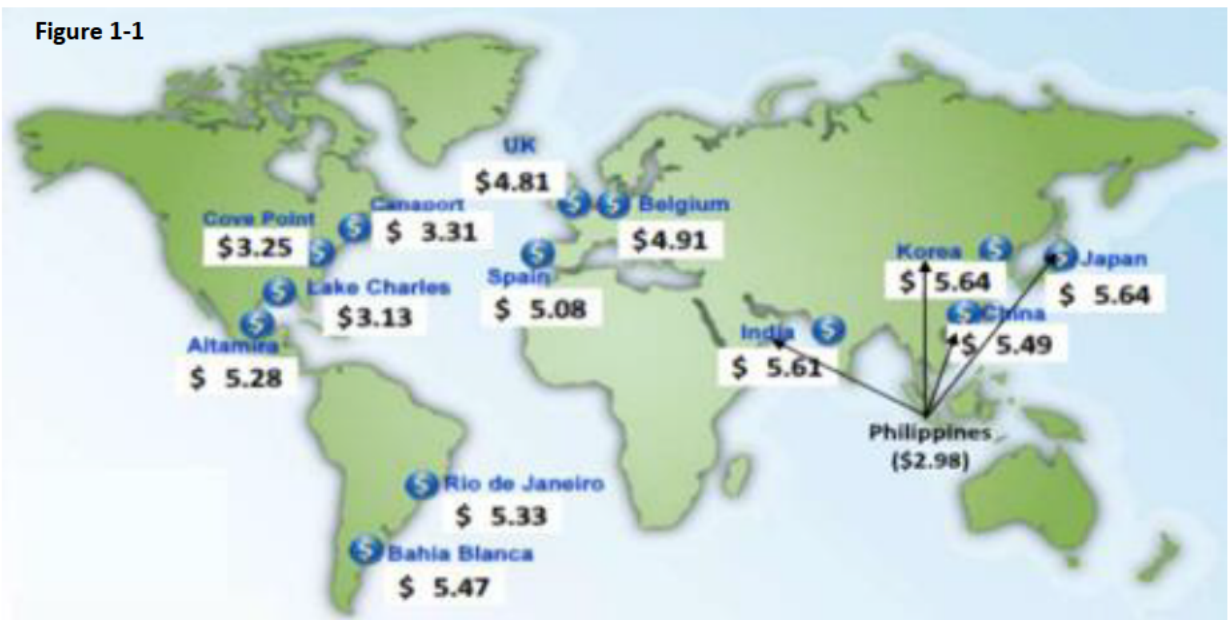 Figure 1-1
UK
$4.81
Canaport
$ 3.31
Cove Point
$3.25
Belgium
$4.91
Lake Charles
$3.13
Spain
$ 5.08
Altamira
$ 5.28
Korea
$ 5.64
Japan
$ 5.64
China
$ 5.49
India
$ 5.61
Philippines
($2.98)
Rio de Janeiro
$ 5.33
Bahia Blanca
$ 5.47